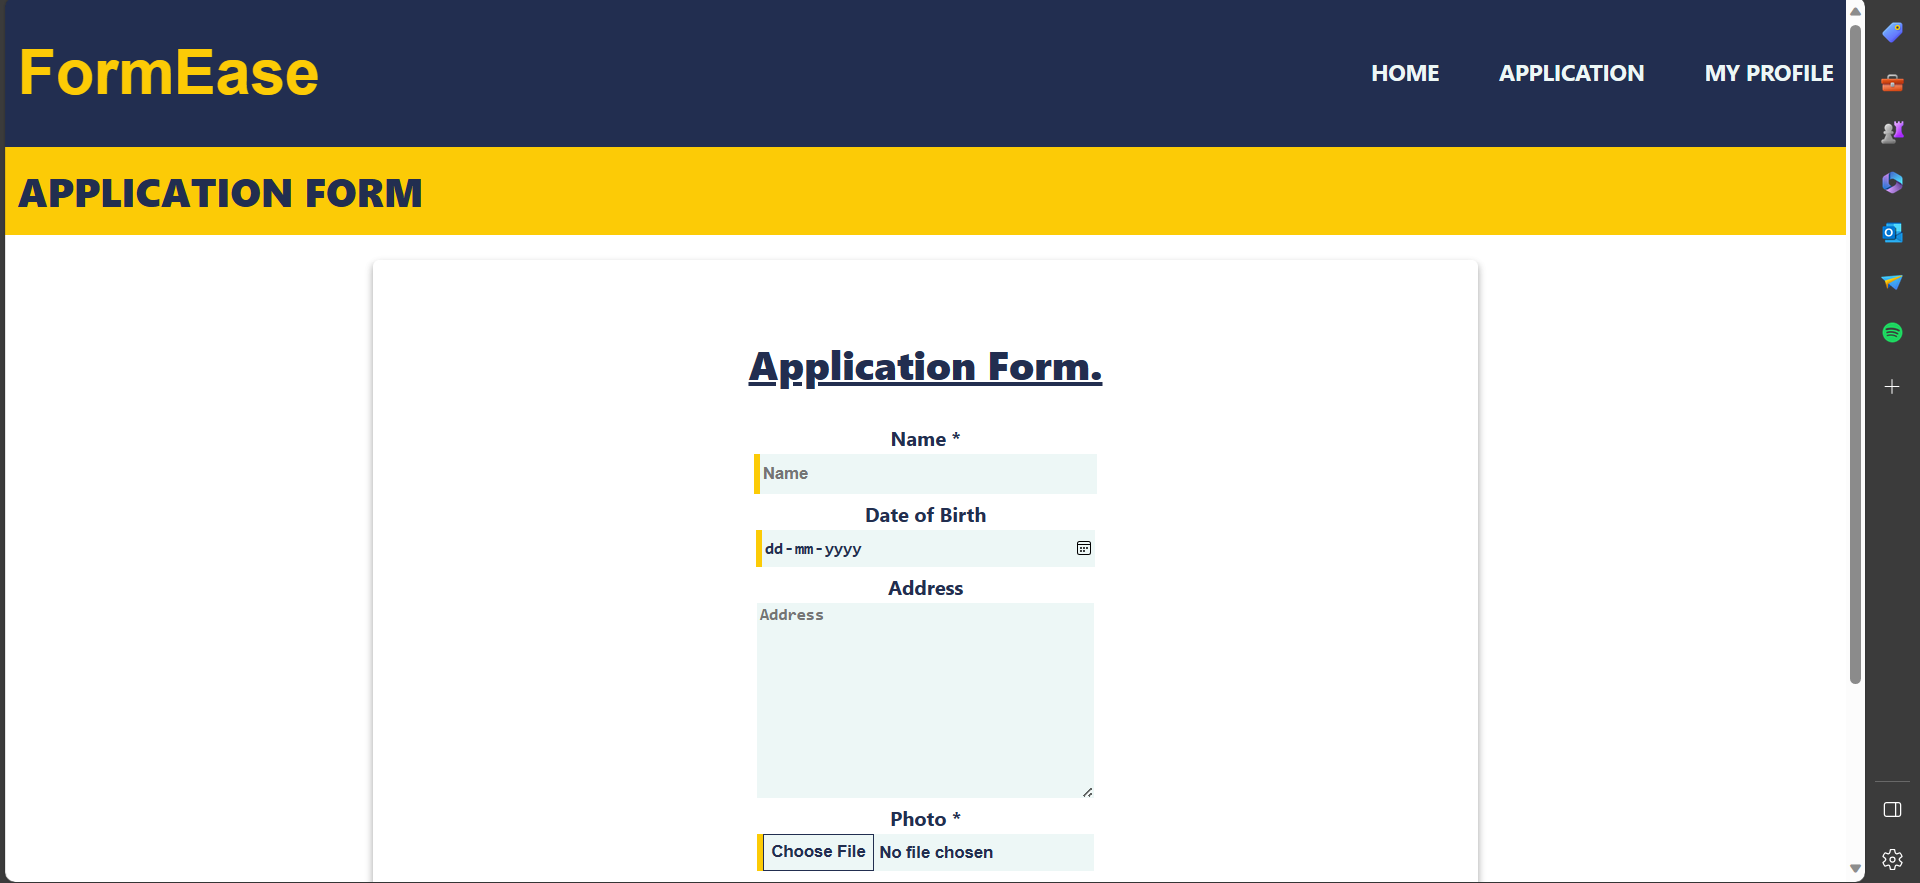 FormEase
HOME APPLICATION MY PROFILE
APPLICATION FORM
Application Form.
Name *
Name
Date of Birth
dd-mm-yyyy
Address
Address
Photo *
Choose File No file chosen